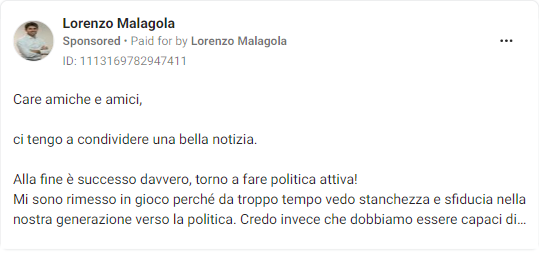 Lorenzo Malagola
Sponsored • Paid for by Lorenzo Malagola
ID: 1113169782947411
Care amiche e amici,
ci tengo a condividere una bella notizia.
Alla fine è successo davvero, torno a fare politica attiva!
Mi sono rimesso in gioco perché da troppo tempo vedo stanchezza e sfiducia nella
nostra generazione verso la politica. Credo invece che dobbiamo essere capaci di...